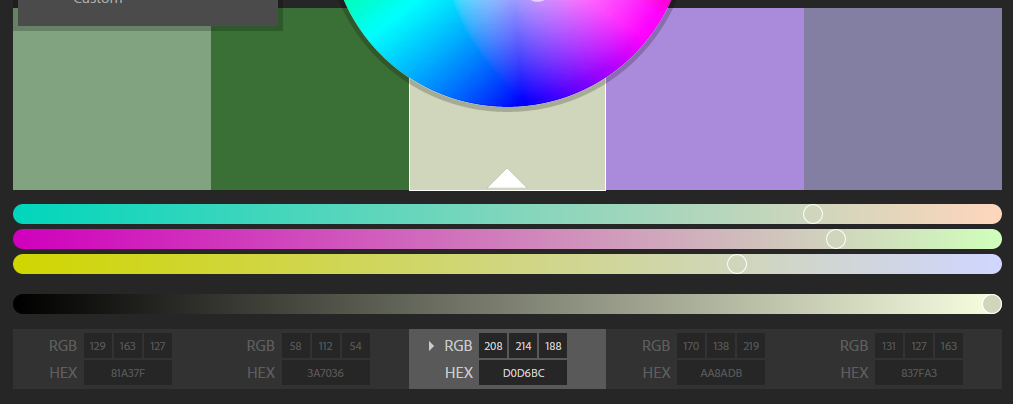 Custom
RGB 129 163 127 RGB 58 112 54 RGB 208 214 188 RGB 170 138 219 RGB 131 127 163
HEX 81A37F HEX 3A7036 HEX D0D6BC HEX AA8ADB HEX 837FA3